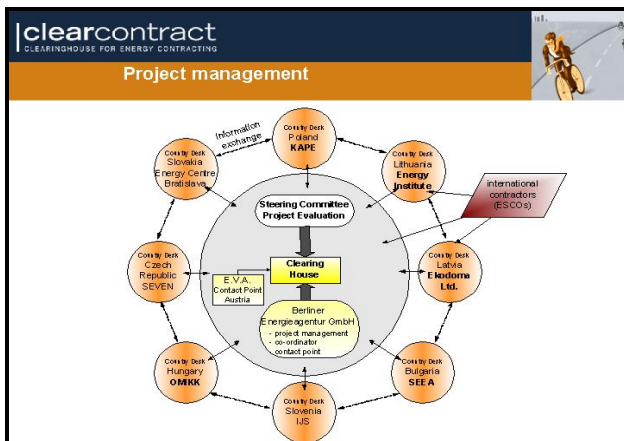 |clearcontract
CLEARINGHOUSE FOR ENERGY CONTRACTING
Project management
Information
exchange
Country Desk
Poland
KAPE
Country Desk
Slovakia
Energy Centre
Bratislava
Country Desk
Lithuania
Energy
Institute
international
contractors
(ESCOs)
Steering Committee
Project Evaluation
Country Desk
Czech
Republic
SEVEN
E.V.A.
Contact Point
Austria
Clearing
House
Country Desk
Latvia
Ekodoma
Ltd.
Berliner
Energieagentur GmbH
- project management
- co-ordinator
contact point
Country Desk
Hungary
OMIKK
Country Desk
Bulgaria
SEEA
Country Desk
Slovenia
IJS